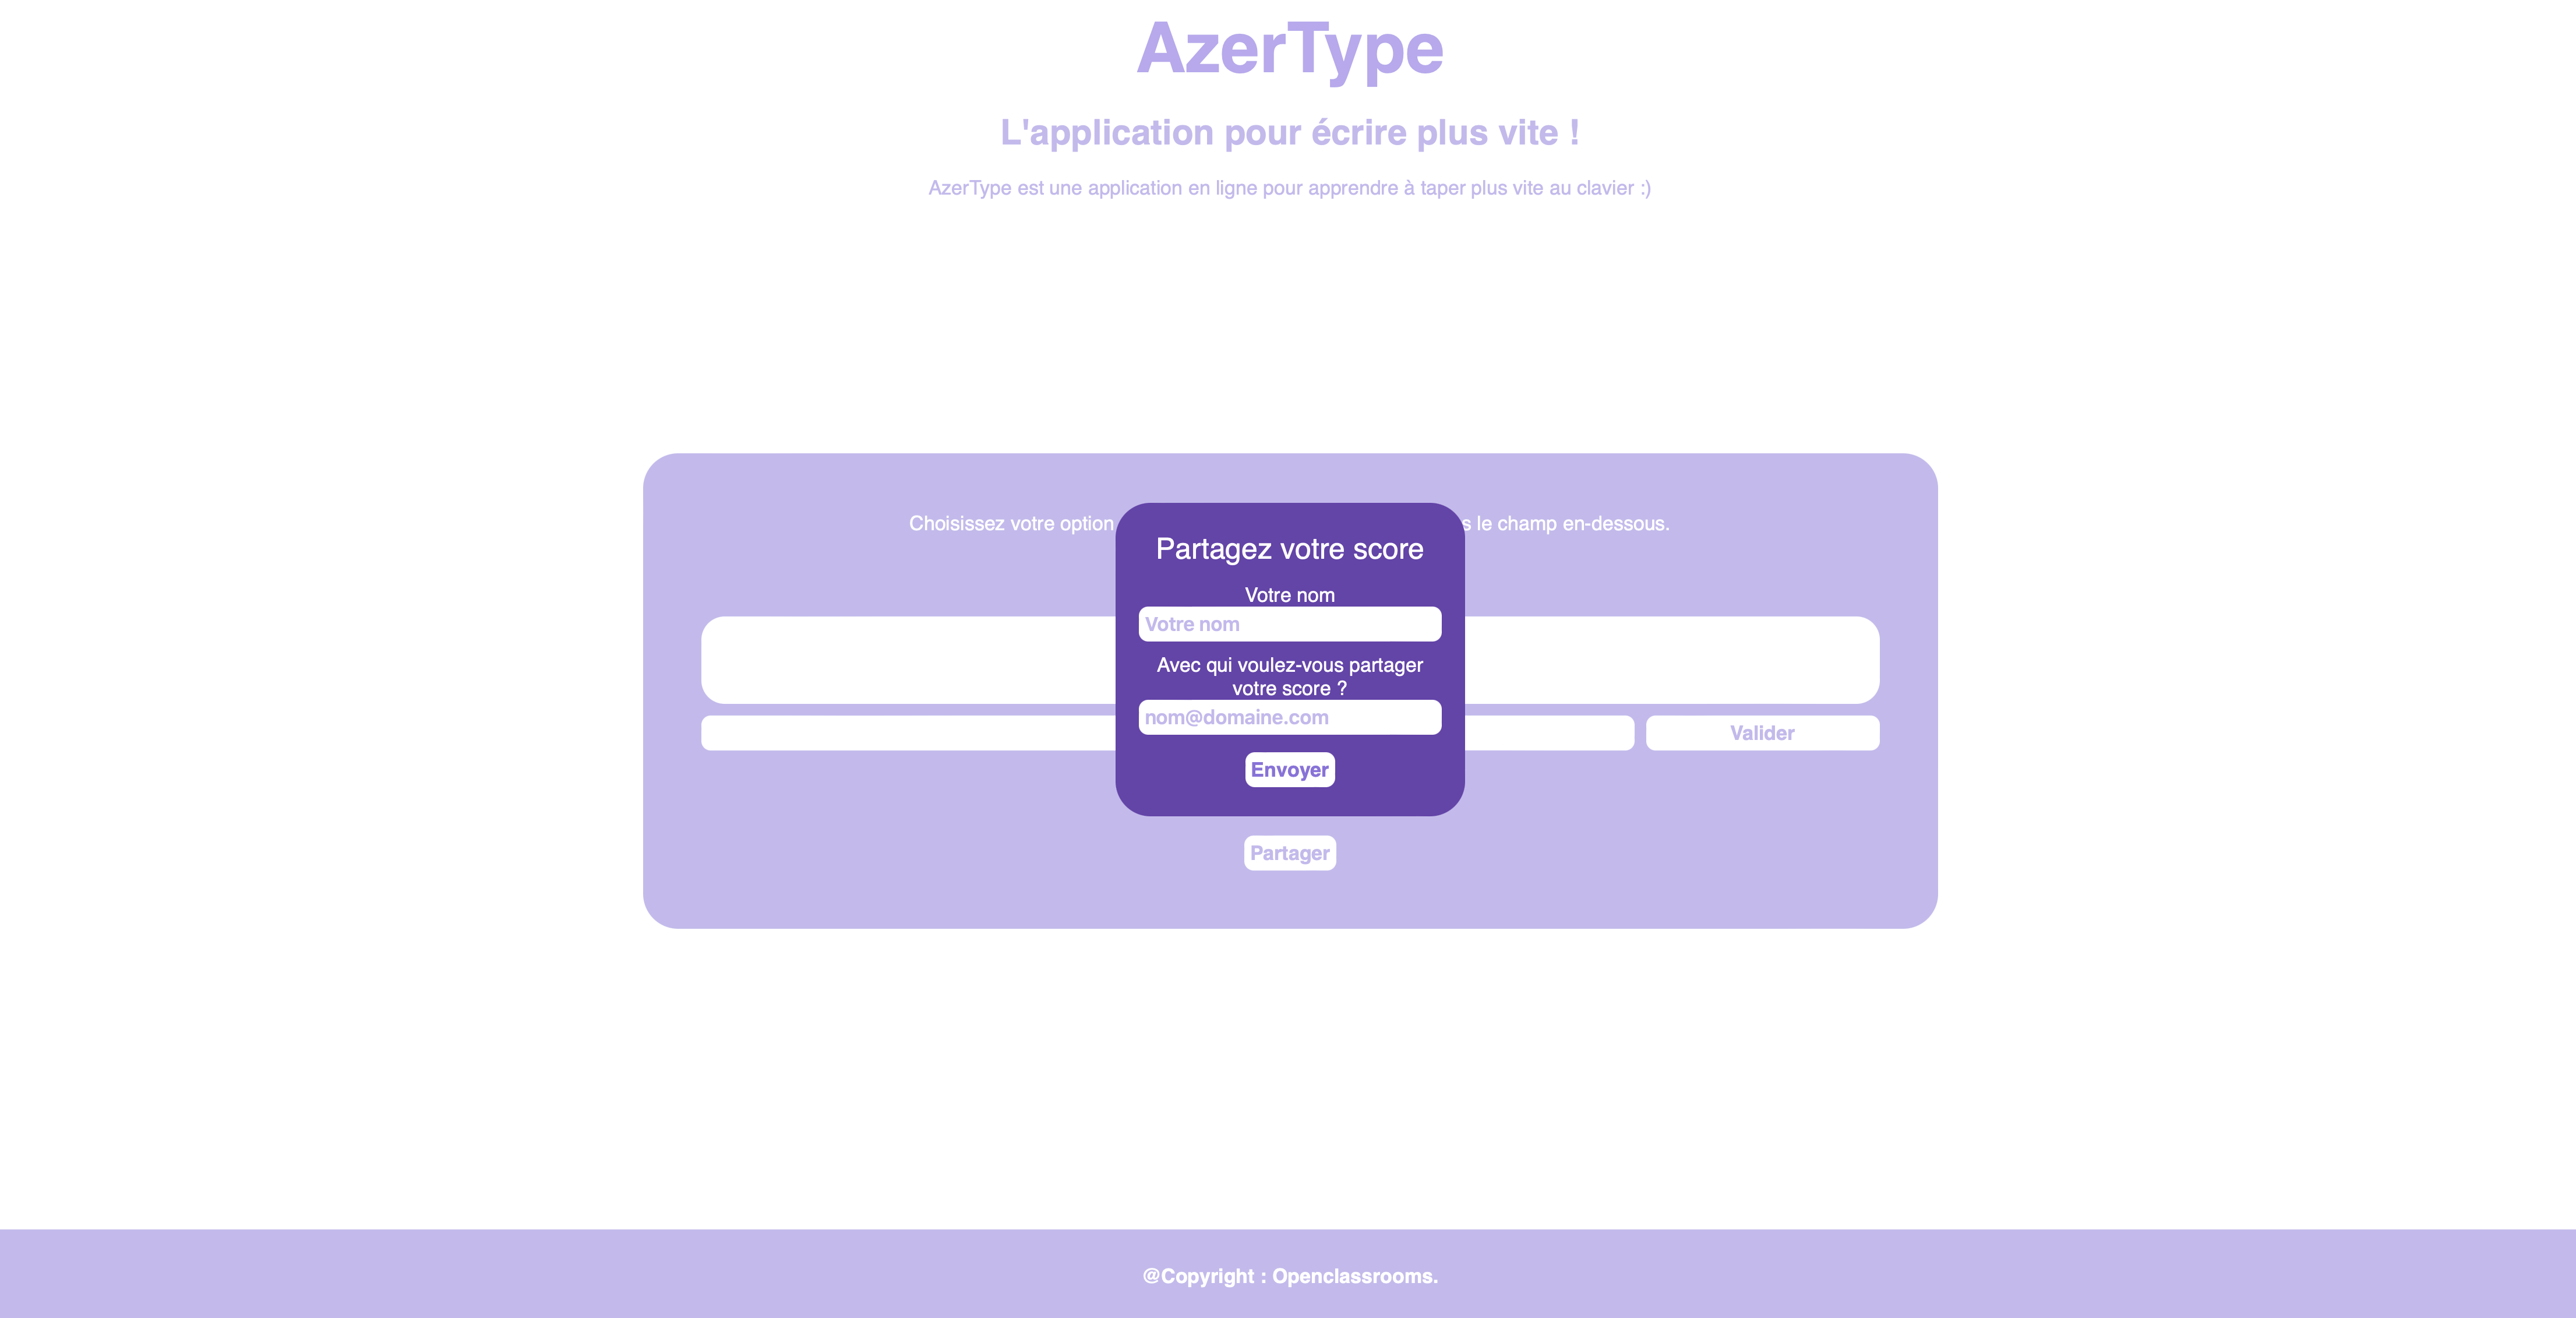 AzerType
L'application pour écrire plus vite !
AzerType est une application en ligne pour apprendre à taper plus vite au clavier :)
Choisissez votre option
le champ en-dessous.
Partagez votre score
Votre nom
Votre nom
Avec qui voulez-vous partager
votre score ?
nom@domaine.com
Valider
Envoyer
Partager
@Copyright : Openclassrooms.